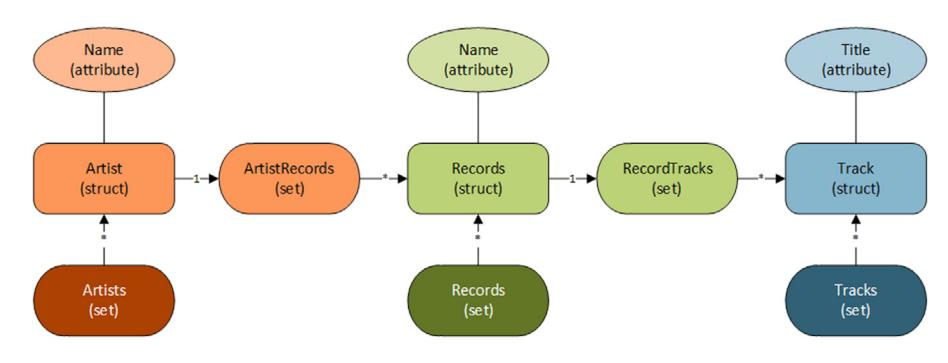 Name
(attribute)
Name
(attribute)
Title
(attribute)
Artist
(struct)
1
ArtistRecords
(set)
*
Records
(struct)
1
RecordTracks
(set)
*
Track
(struct)
*
*
*
Artists
(set)
Records
(set)
Tracks
(set)